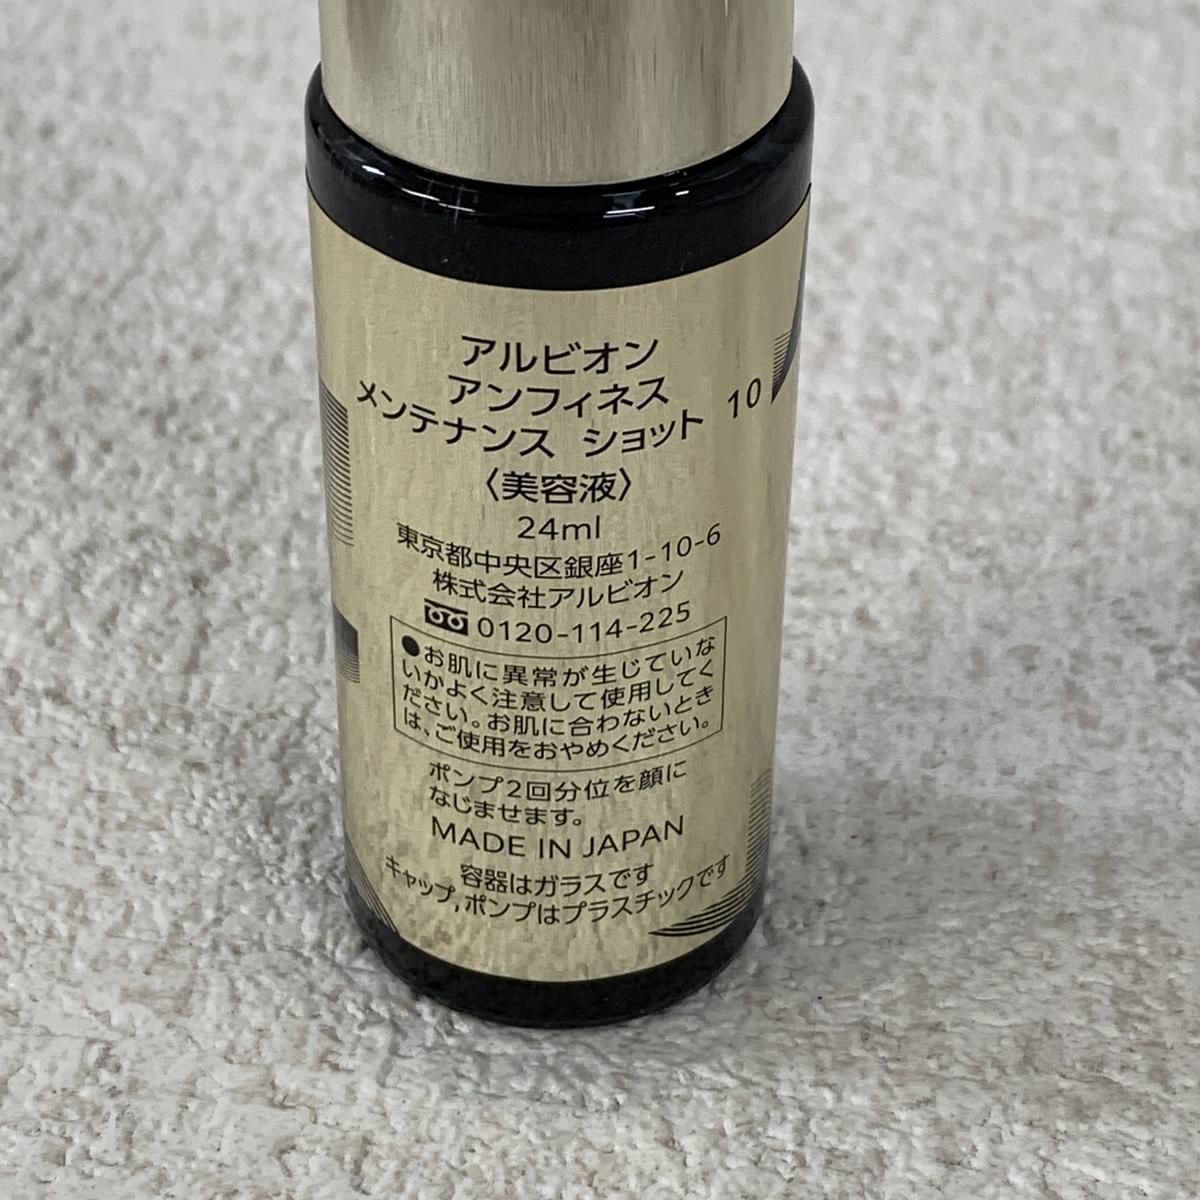 アルビオン
アンフィネス
メンテナンス ショット 10
〈美容液〉
24ml
東京都中央区銀座1-10-6
株式会社アルビオン
0120-114-225
●お肌に異常が生じていな
いかよく注意して使用してく
ださい。お肌に合わないとき
は、ご使用をおやめください。
ポンプ2回分位を顔に
なじませます。
MADE IN JAPAN
容器はガラスです
キャップ,ポンプはプラスチックです